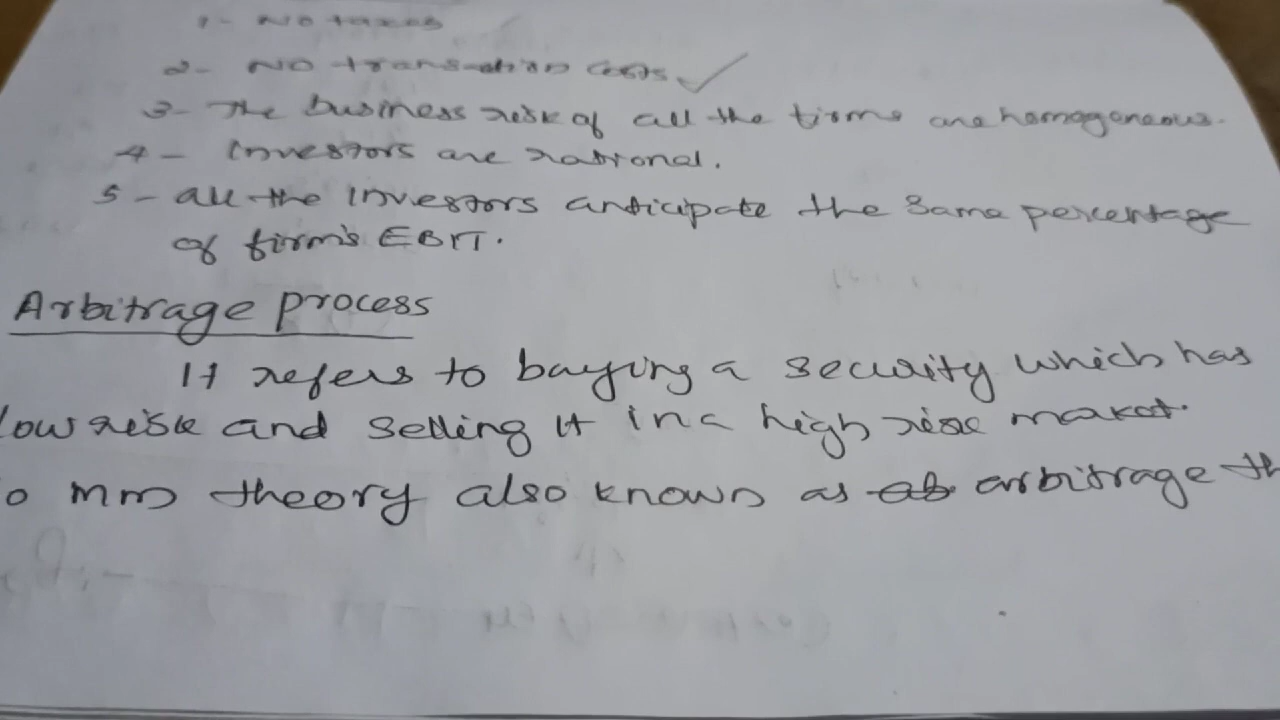 1- No taxes
2- No transaction costs.
3- The business risk of all the firms are homogeneous.
4- Investors are rational.
5- all the investors anticipate the same percentage
of firm's EBIT.
Arbitrage process
It refers to buying a security which has
low risk and selling it in a high risk market.
so MM theory also known as ab arbitrage th